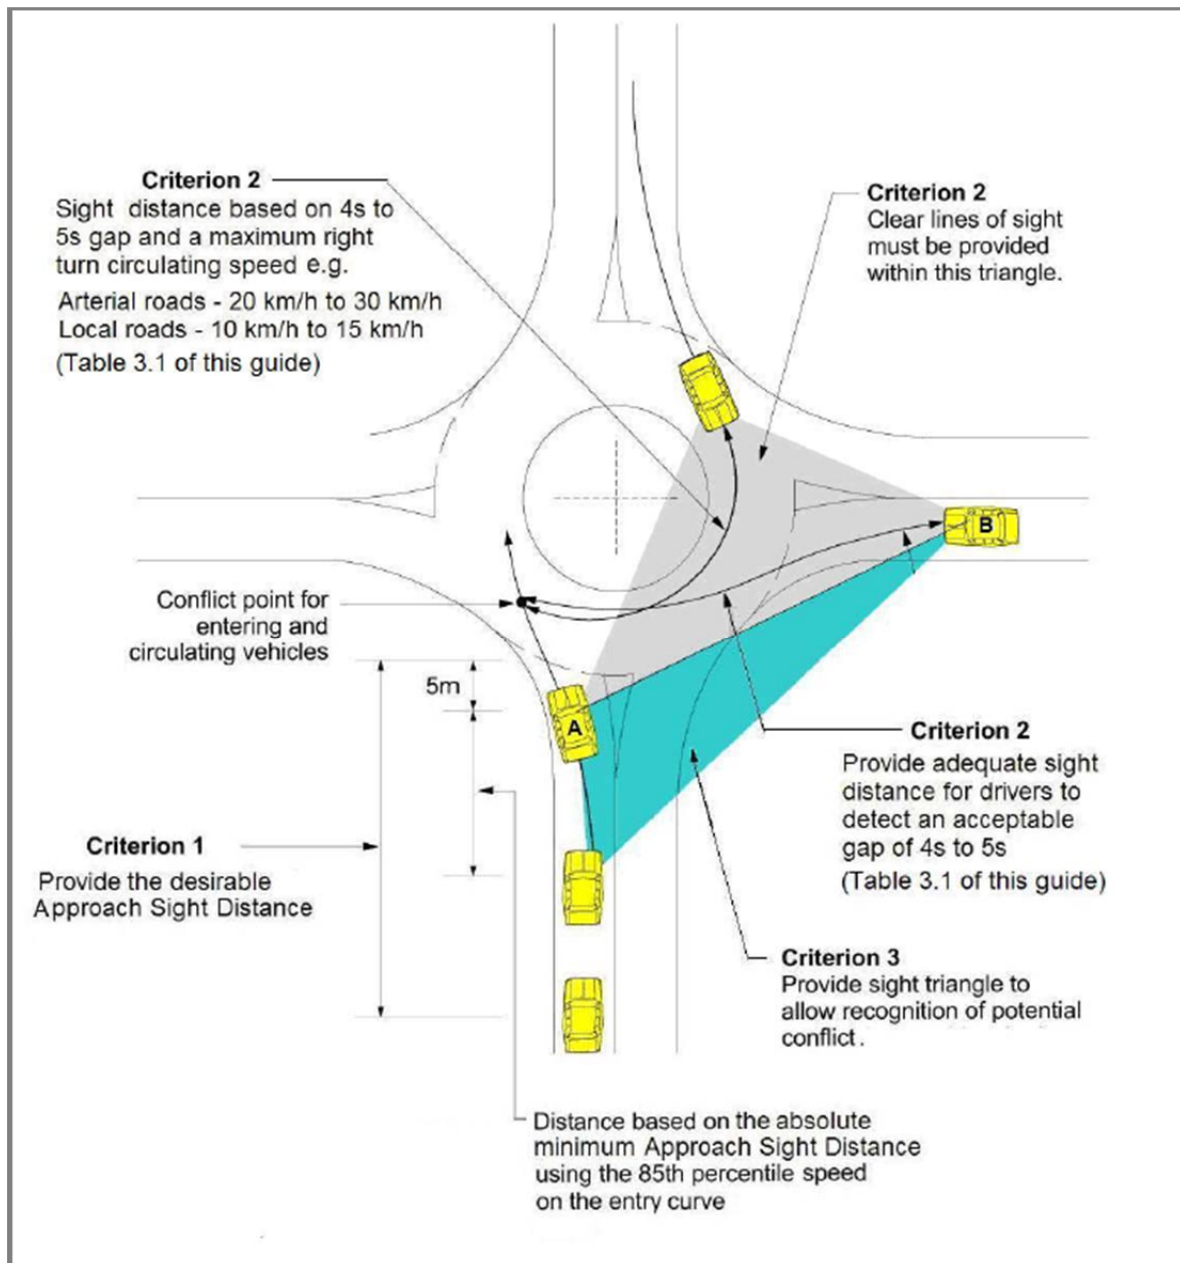 Criterion 2
Sight distance based on 4s to
5s gap and a maximum right
turn circulating speed e.g.
Arterial roads - 20 km/h to 30 km/h
Local roads - 10 km/h to 15 km/h
(Table 3.1 of this guide)
Criterion 2
Clear lines of sight
must be provided
within this triangle.
B
Conflict point for
entering and
circulating vehicles
5m
A
Criterion 2
Provide adequate sight
distance for drivers to
detect an acceptable
gap of 4s to 5s
(Table 3.1 of this guide)
Criterion 1
Provide the desirable
Approach Sight Distance
Criterion 3
Provide sight triangle to
allow recognition of potential
conflict.
Distance based on the absolute
minimum Approach Sight Distance
using the 85th percentile speed
on the entry curve